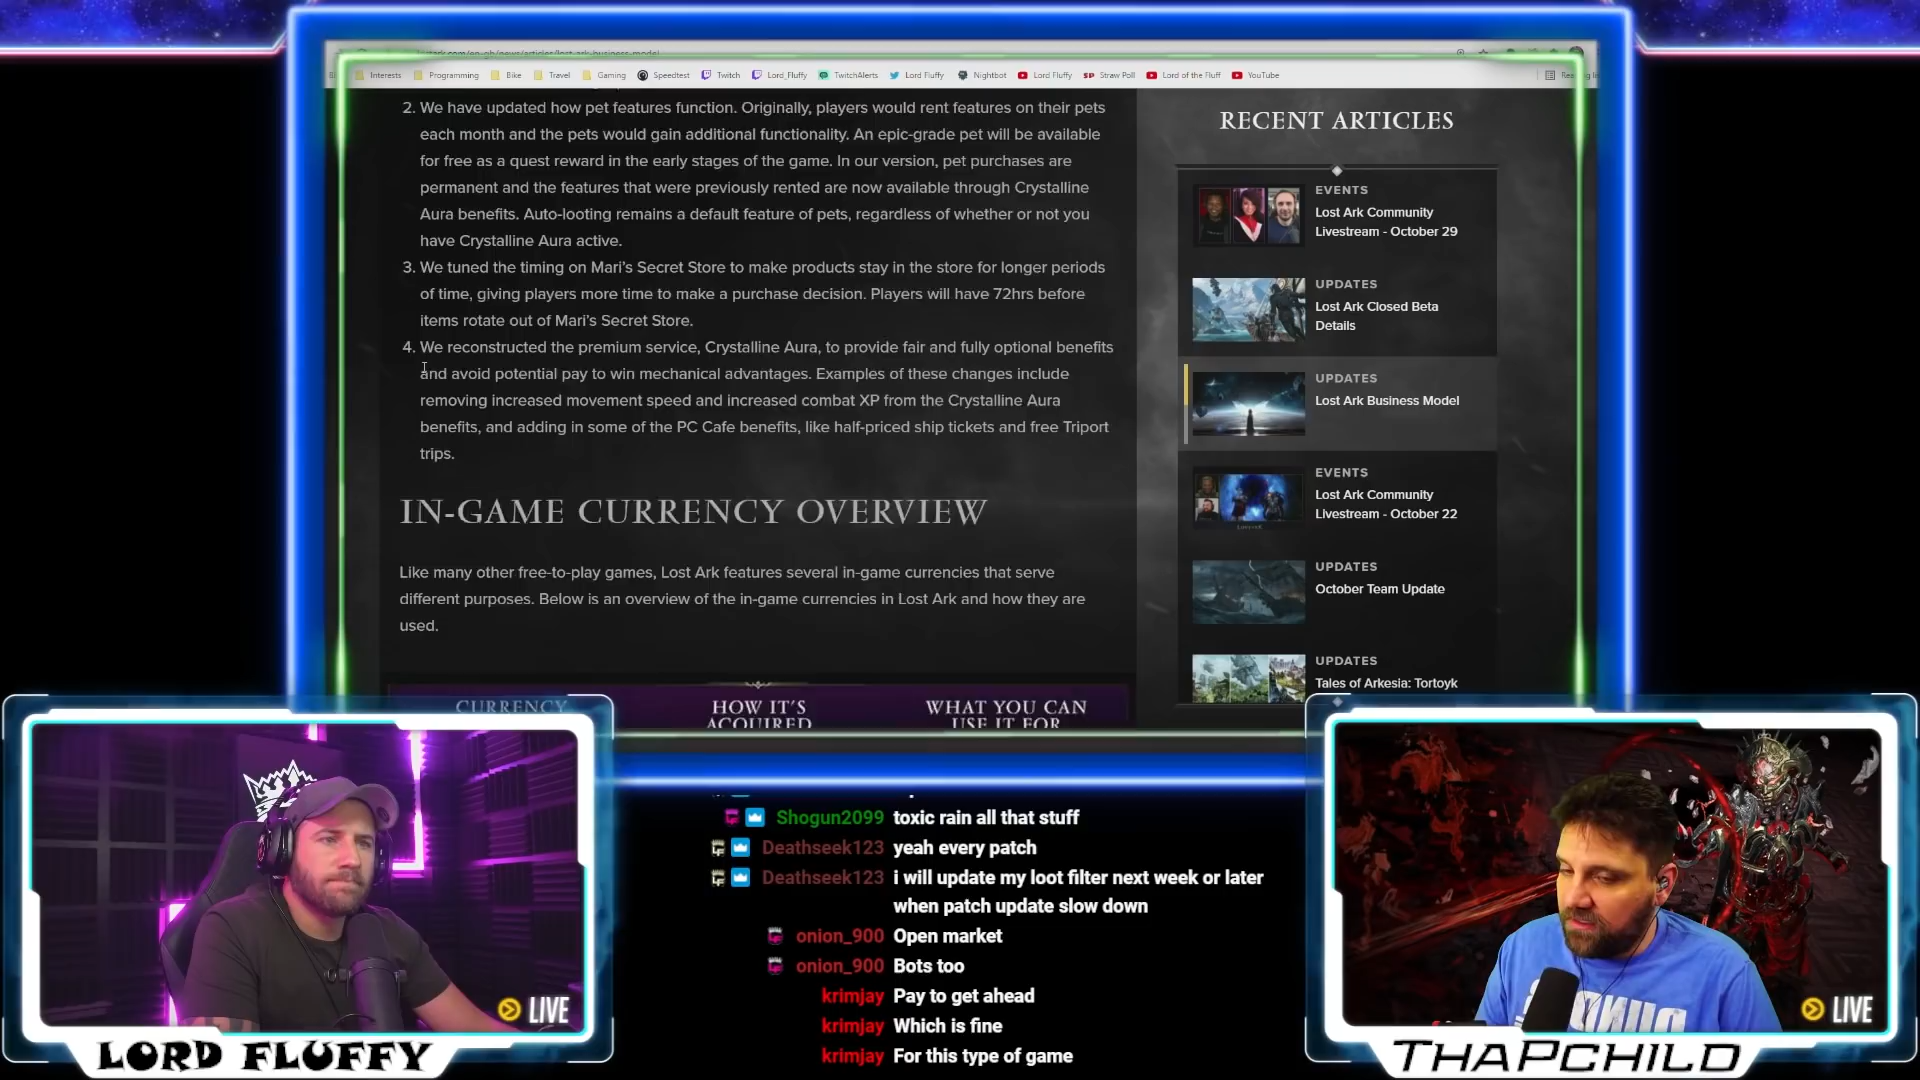 Interests
Programming
Bike
Travel
Gaming
Speedtest
Twitch
Lord_Fluffy
TwitchAlerts
Lord Fluffy
Nightbot
Lord Fluffy
SP Straw Poll
Lord of the Fluff
YouTube
2. We have updated how pet features function. Originally, players would rent features on their pets
each month and the pets would gain additional functionality. An epic-grade pet will be available
for free as a quest reward in the early stages of the game. In our version, pet purchases are
permanent and the features that were previously rented are now available through Crystalline
Aura benefits. Auto-looting remains a default feature of pets, regardless of whether or not you
have Crystalline Aura active.
3. We tuned the timing on Mari's Secret Store to make products stay in the store for longer periods
of time, giving players more time to make a purchase decision. Players will have 72hrs before
items rotate out of Mari's Secret Store.
4. We reconstructed the premium service, Crystalline Aura, to provide fair and fully optional benefits
and avoid potential pay to win mechanical advantages. Examples of these changes include
removing increased movement speed and increased combat XP from the Crystalline Aura
benefits, and adding in some of the PC Cafe benefits, like half-priced ship tickets and free Triport
trips.
IN-GAME CURRENCY OVERVIEW
Like many other free-to-play games, Lost Ark features several in-game currencies that serve
different purposes. Below is an overview of the in-game currencies in Lost Ark and how they are
used.
CURRENCY
HOW IT'S
ACQUIRED
WHAT YOU CAN
USE IT FOR
RECENT ARTICLES
EVENTS
Lost Ark Community
Livestream - October 29
UPDATES
Lost Ark Closed Beta
Details
UPDATES
Lost Ark Business Model
EVENTS
Lost Ark Community
Livestream - October 22
UPDATES
October Team Update
UPDATES
Tales of Arkesia: Tortoyk
Shogun2099 toxic rain all that stuff
Deathseek123 yeah every patch
Deathseek123 i will update my loot filter next week or later
when patch update slow down
onion_900 Open market
onion_900 Bots too
krimjay Pay to get ahead
krimjay Which is fine
krimjay For this type of game
LIVE
LORD FLUFFY
LIVE
THAPCHILD